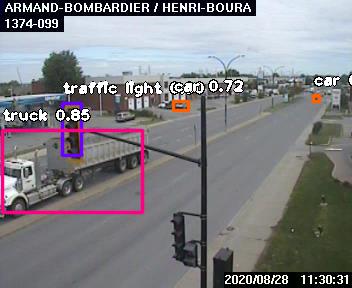 ARMAND-BOMBARDIER / HENRI-BOURA
1374-099
traffic light
car 0.72
car
truck 0.85
2020/08/28 11:30:31